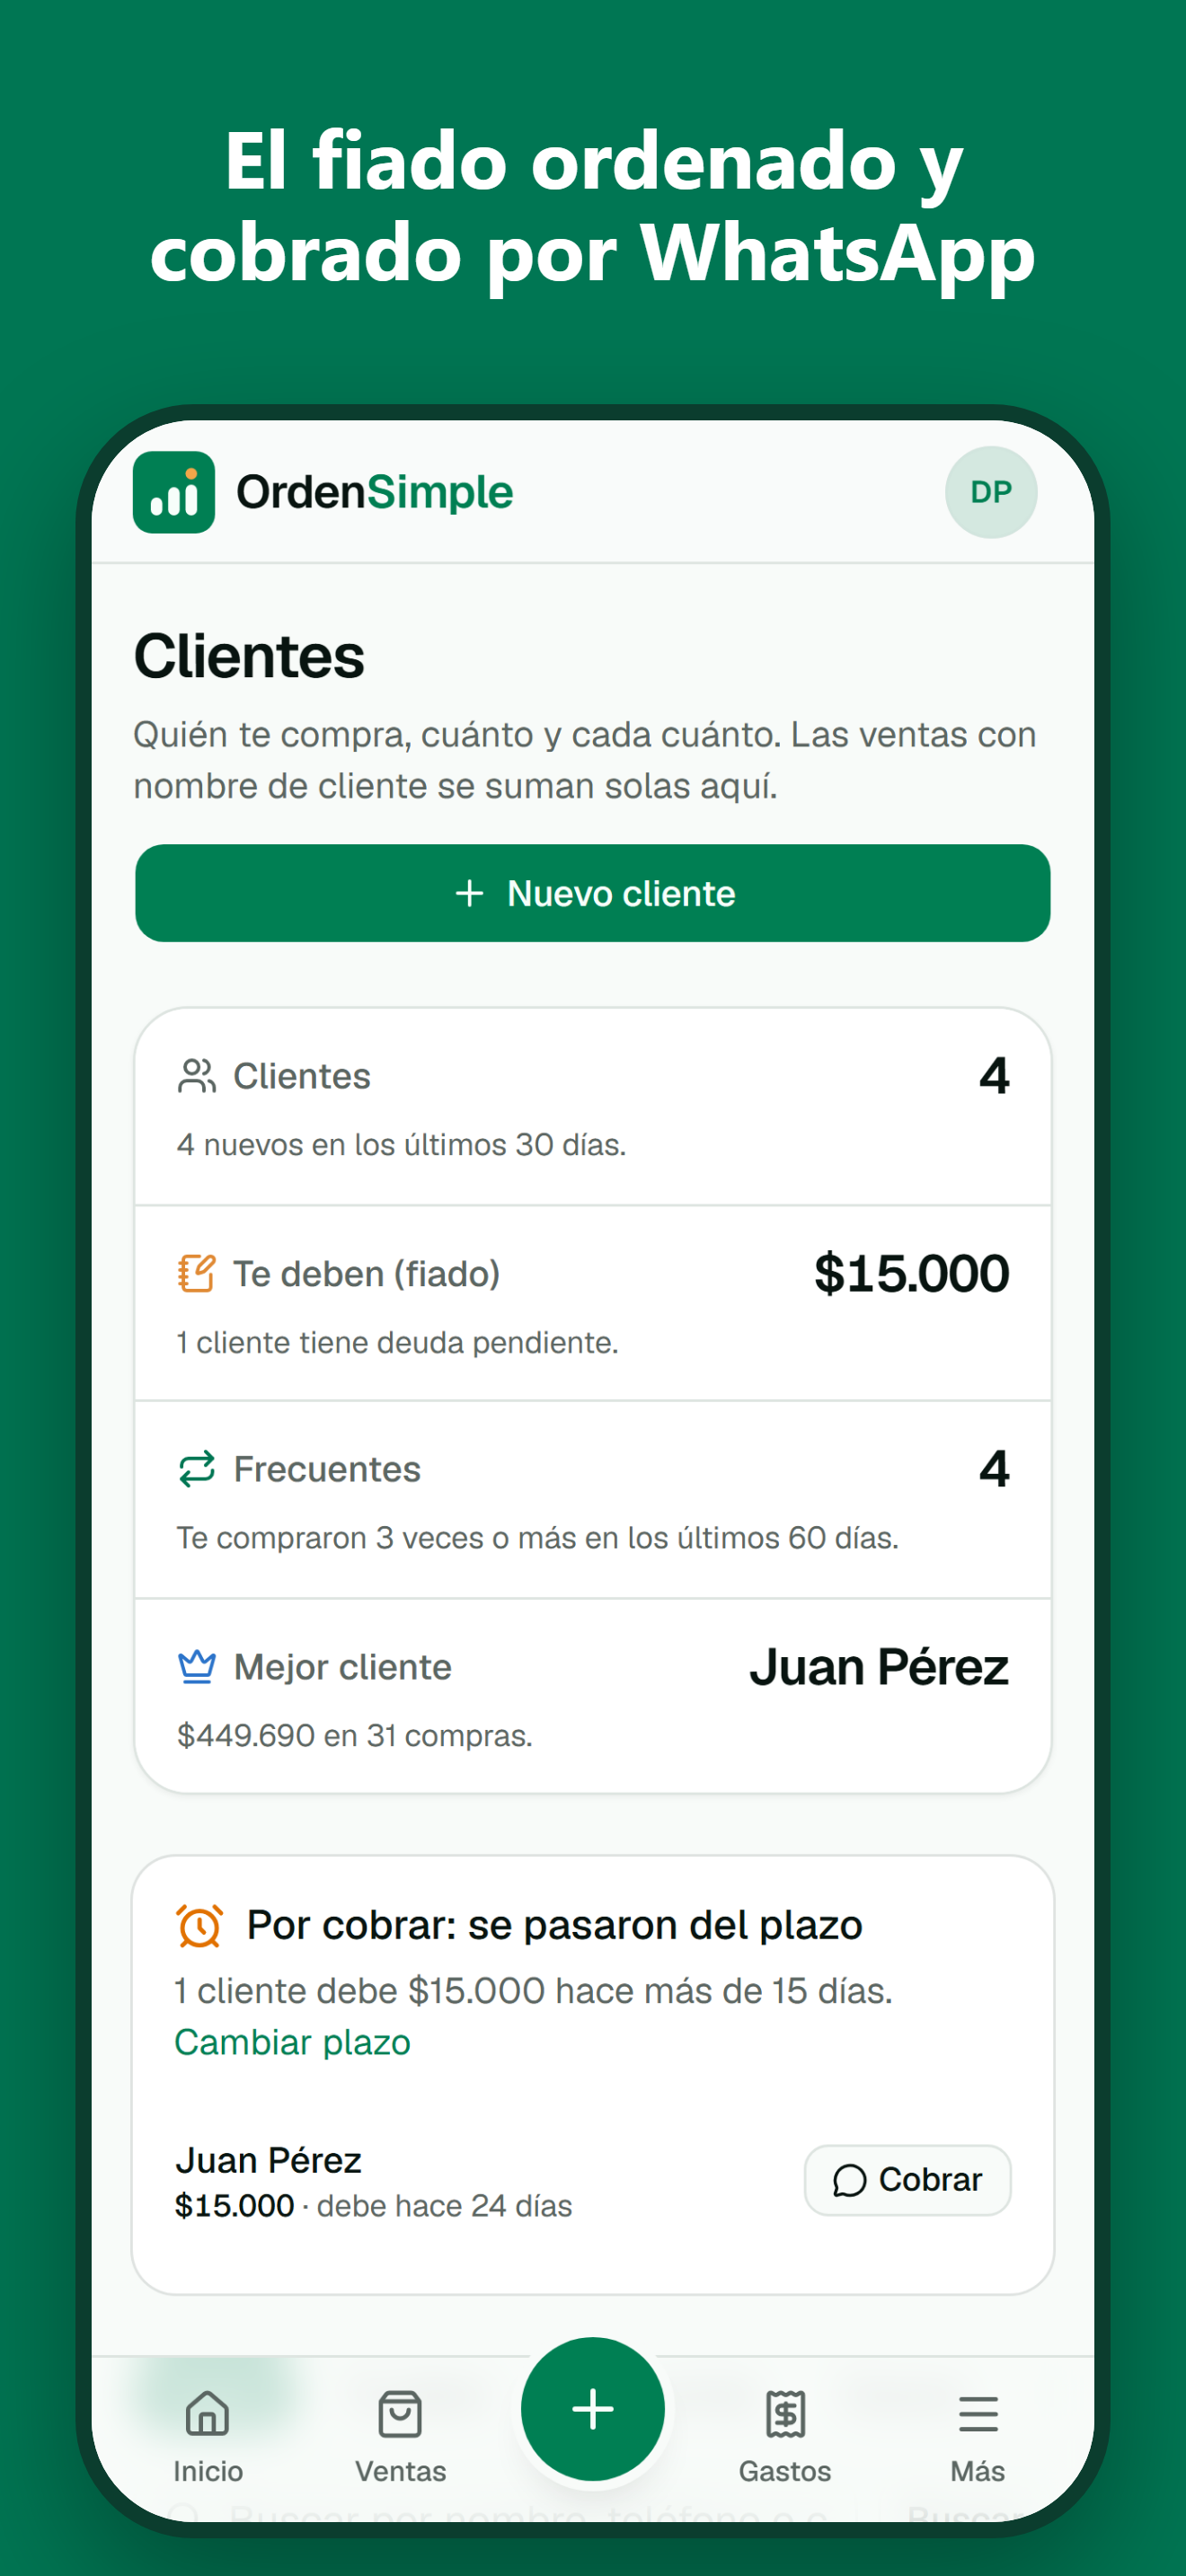 El fiado ordenado y
cobrado por WhatsApp
OrdenSimple
DP
Clientes
Quién te compra, cuánto y cada cuánto. Las ventas con
nombre de cliente se suman solas aquí.
+ Nuevo cliente
Clientes 4
4 nuevos en los últimos 30 días.
Te deben (fiado) $15.000
1 cliente tiene deuda pendiente.
Frecuentes 4
Te compraron 3 veces o más en los últimos 60 días.
Mejor cliente Juan Pérez
$449.690 en 31 compras.
Por cobrar: se pasaron del plazo
1 cliente debe $15.000 hace más de 15 días.
Cambiar plazo
Juan Pérez
$15.000 · debe hace 24 días
Cobrar
Inicio Ventas + Gastos Más
Buscar por nombre, teléfono o c Buscar